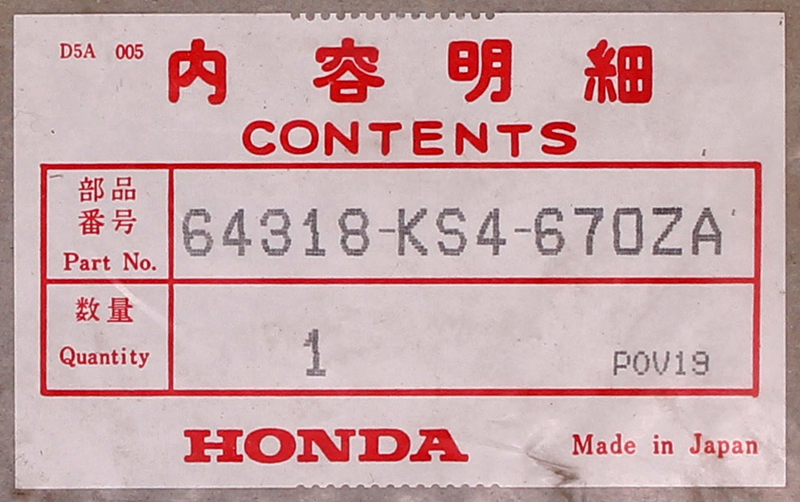 D5A 005
内容明細
CONTENTS
部品
番号
Part No.
64318-KS4-670ZA
数量
Quantity
1
POV19
HONDA
Made in Japan